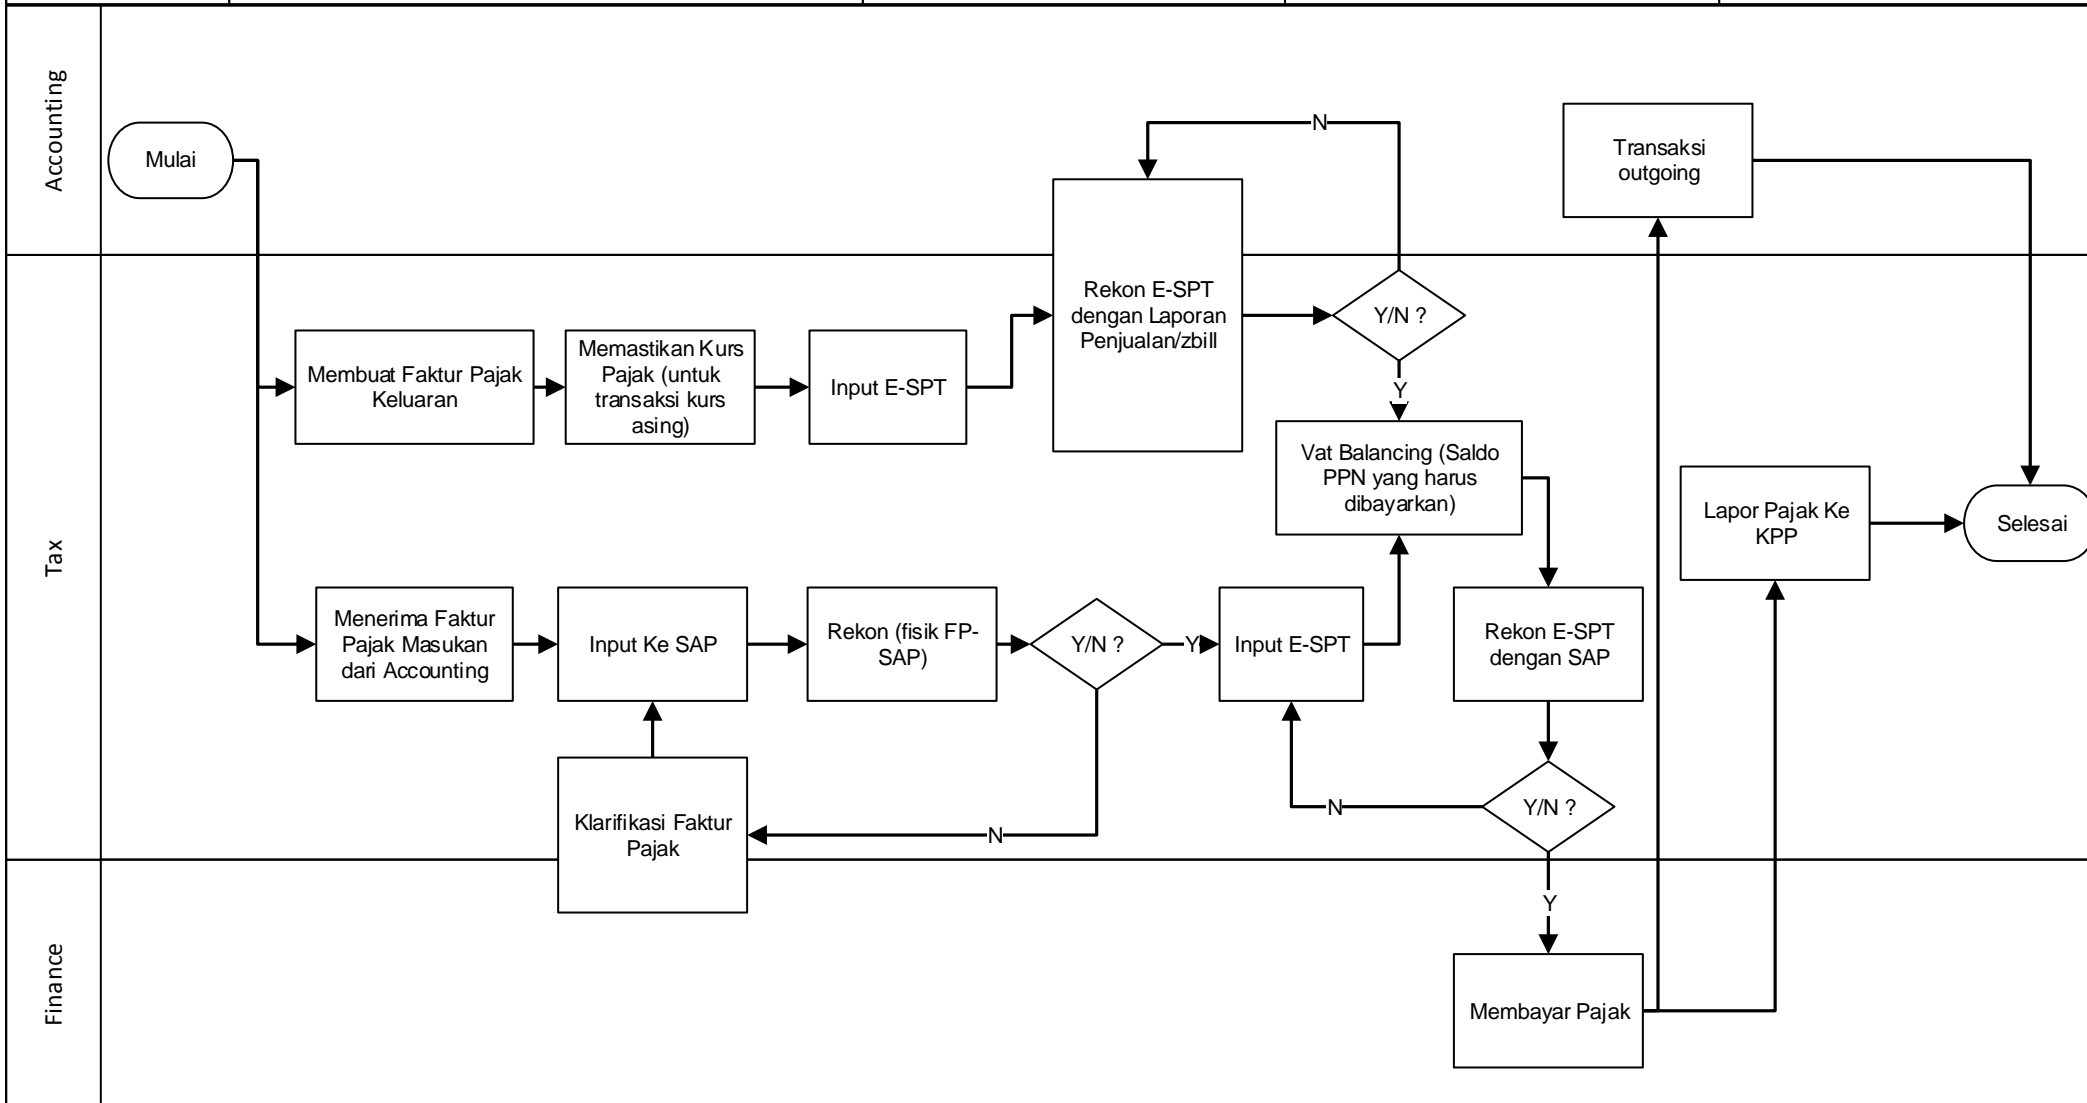 Accounting
Mulai
N
Transaksi
outgoing
Tax
Membuat Faktur Pajak
Keluaran
Memastikan Kurs
Pajak (untuk
transaksi kurs
asing)
Input E-SPT
Rekon E-SPT
dengan Laporan
Penjualan/zbill
Y/N ?
Y
Vat Balancing (Saldo
PPN yang harus
dibayarkan)
Lapor Pajak Ke
KPP
Selesai
Menerima Faktur
Pajak Masukan
dari Accounting
Input Ke SAP
Rekon (fisik FP-
SAP)
Y/N ?
Y
Input E-SPT
Rekon E-SPT
dengan SAP
Klarifikasi Faktur
Pajak
N
N
Y/N ?
Finance
Y
Membayar Pajak